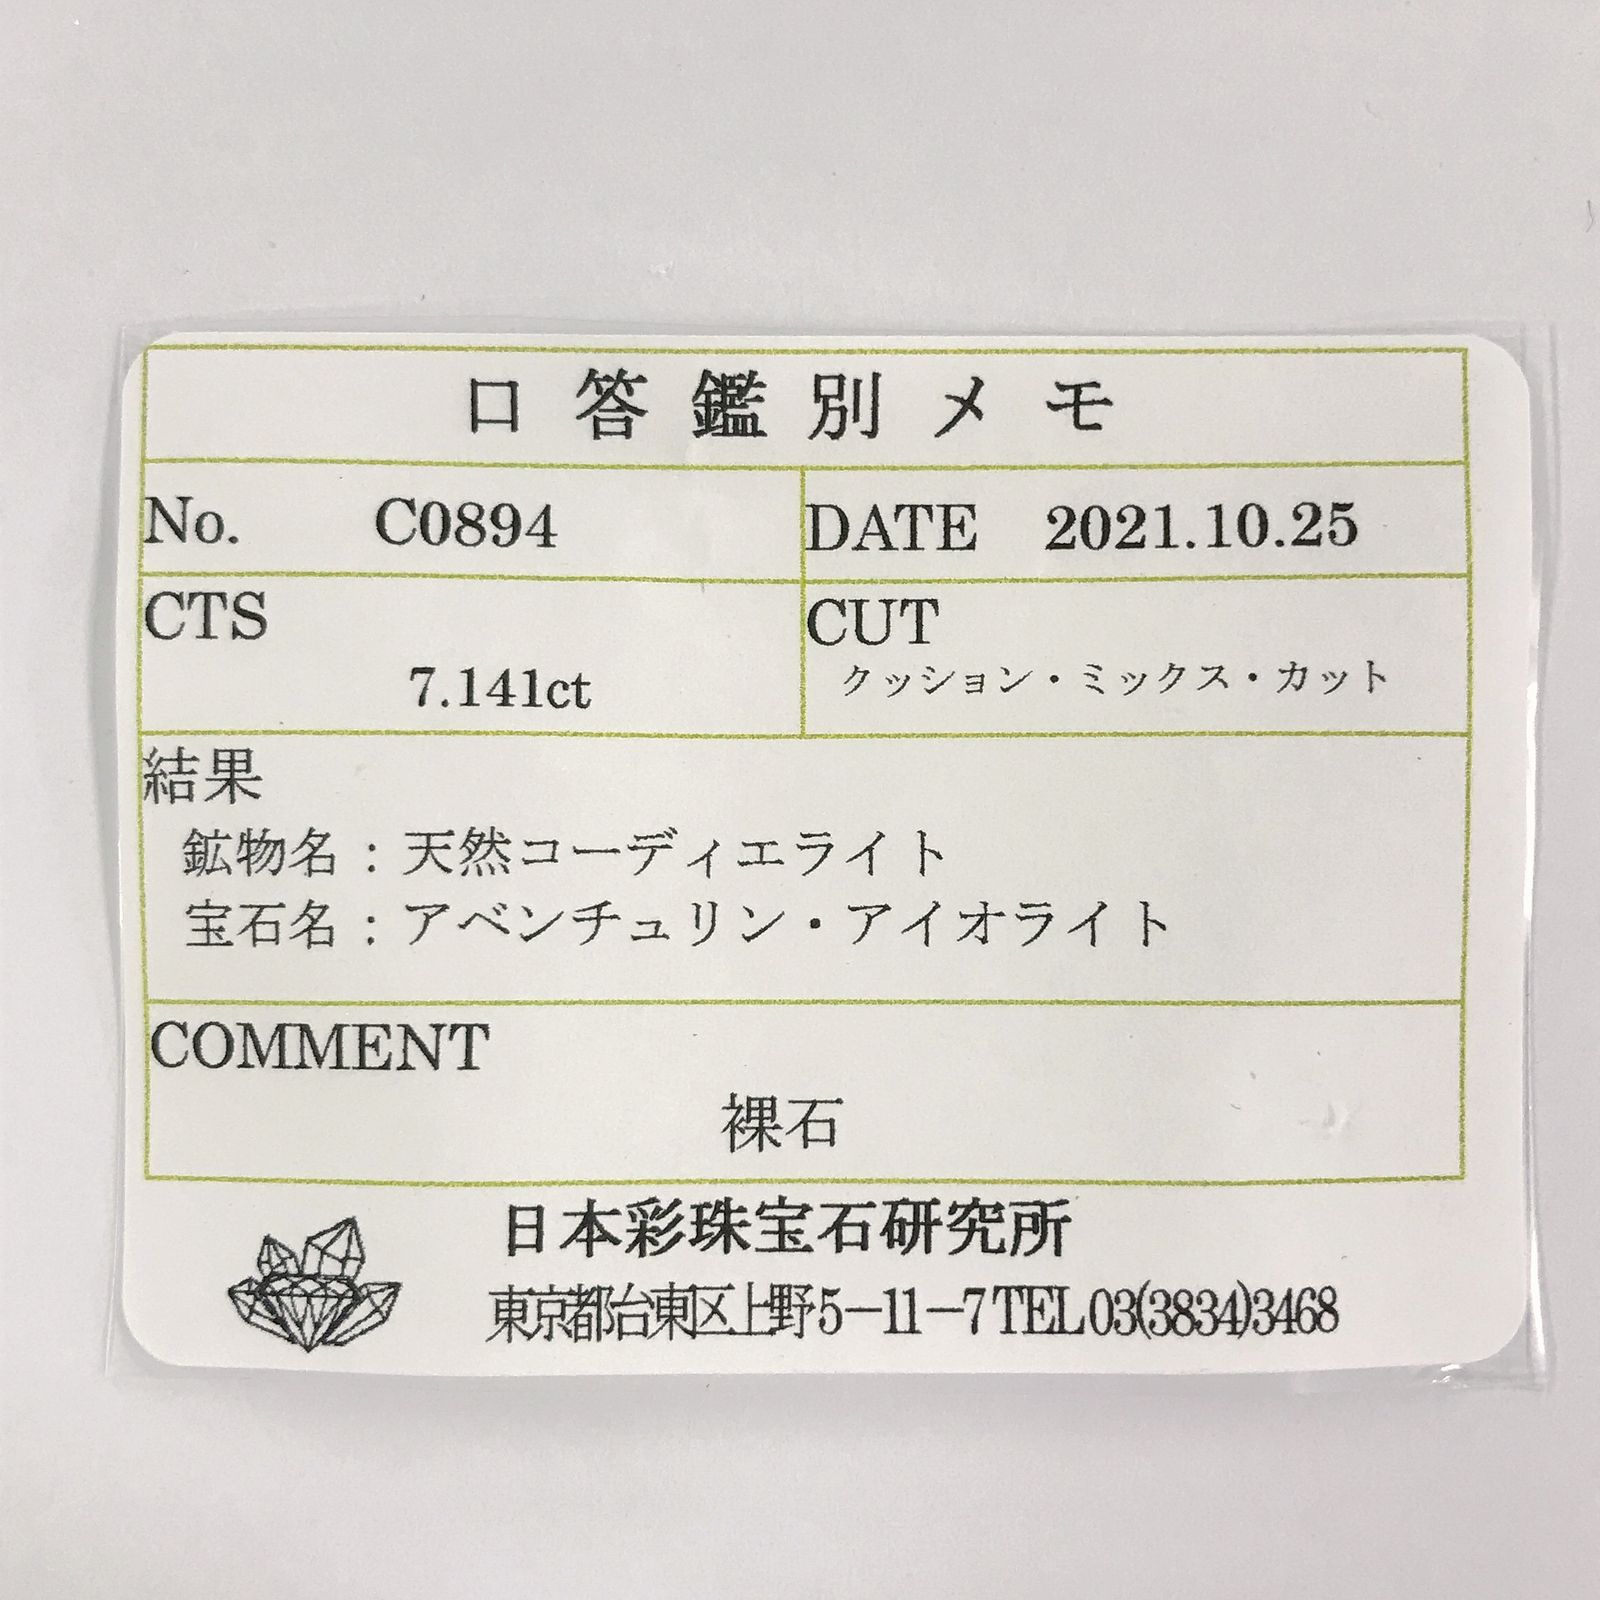 口答鑑別メモ
No. C0894
DATE 2021.10.25
CTS
7.141ct
CUT
クッション・ミックス・カット
結果
鉱物名：天然コーディエライト
宝石名：アベンチュリン・アイオライト
COMMENT
裸石
日本彩珠宝石研究所
東京都台東区上野5－11－7 TEL03(3834)3468